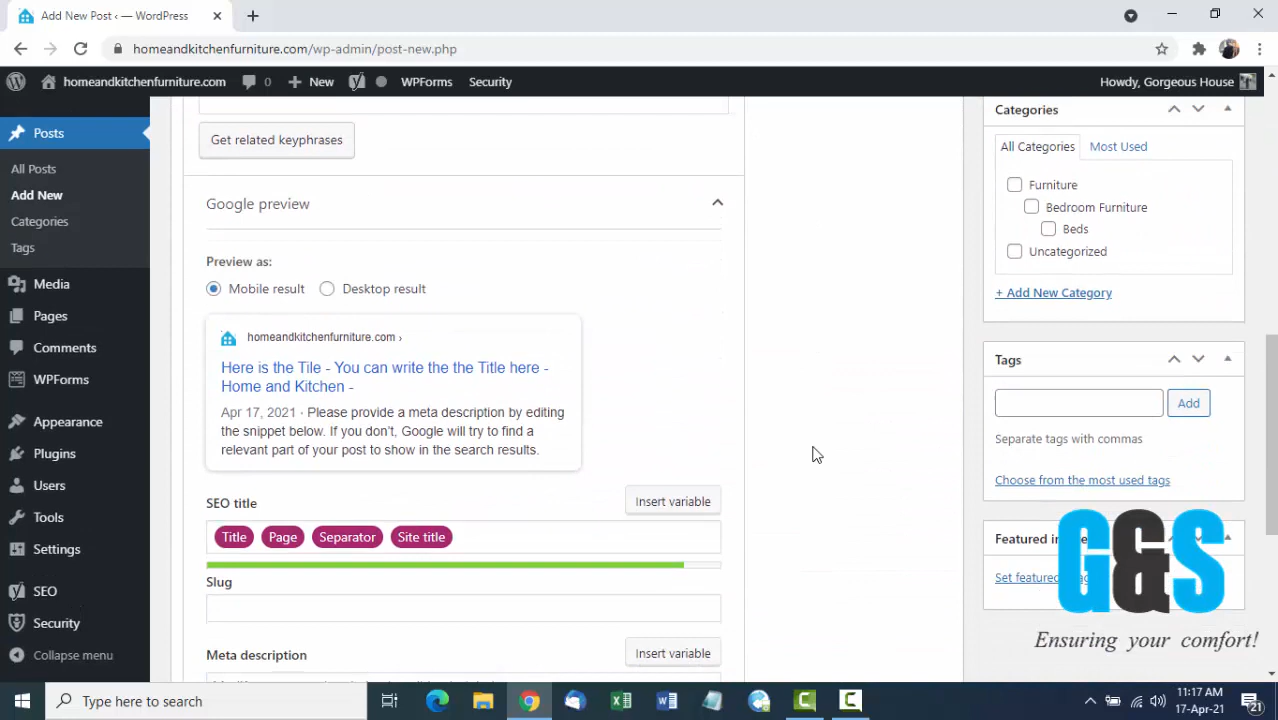 Add New Post ‹ — WordPress
homeandkitchenfurniture.com/wp-admin/post-new.php
homeandkitchenfurniture.com 0 New WPForms Security Howdy, Gorgeous House
Posts
All Posts
Add New
Categories
Tags
Media
Pages
Comments
WPForms
Appearance
Plugins
Users
Tools
Settings
SEO
Security
Collapse menu
Get related keyphrases
Google preview
Preview as:
Mobile result Desktop result
homeandkitchenfurniture.com ›
Here is the Tile - You can write the the Title here -
Home and Kitchen -
Apr 17, 2021 · Please provide a meta description by editing
the snippet below. If you don't, Google will try to find a
relevant part of your post to show in the search results.
SEO title Insert variable
Title Page Separator Site title
Slug
Meta description Insert variable
Categories
All Categories Most Used
Furniture
Bedroom Furniture
Beds
Uncategorized
+ Add New Category
Tags
Add
Separate tags with commas
Choose from the most used tags
Featured
Set featured
G&S
Ensuring your comfort!
Type here to search
11:17 AM
17-Apr-21
21